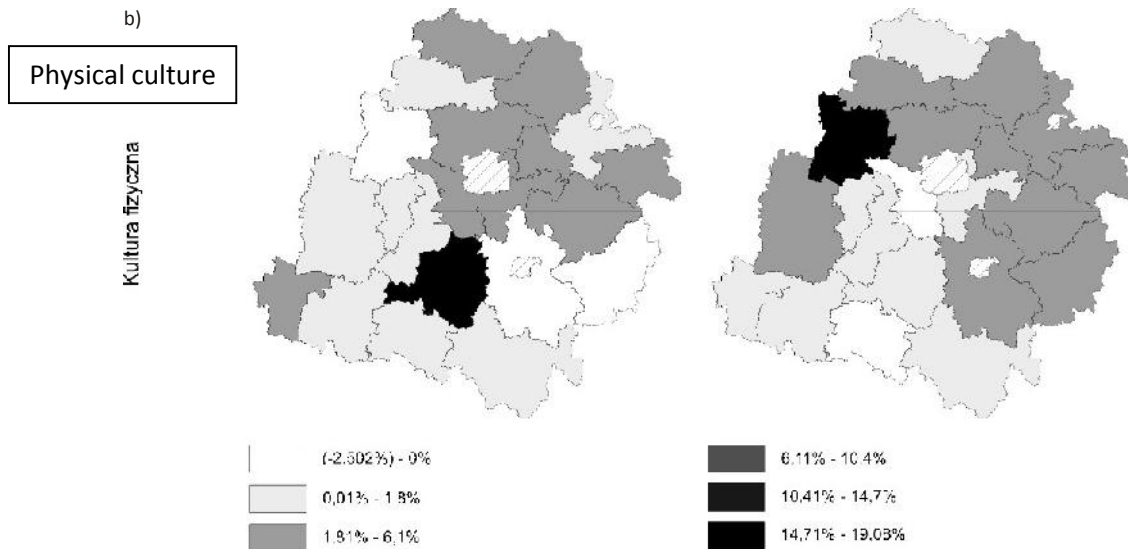 b)
Physical culture
Kultura fizyczna
(-2.502%) - 0%
0,01% - 1.8%
1.81% - 6,1%
6.11% - 10.4%
10,41% - 14,7%
14,71% - 19.08%